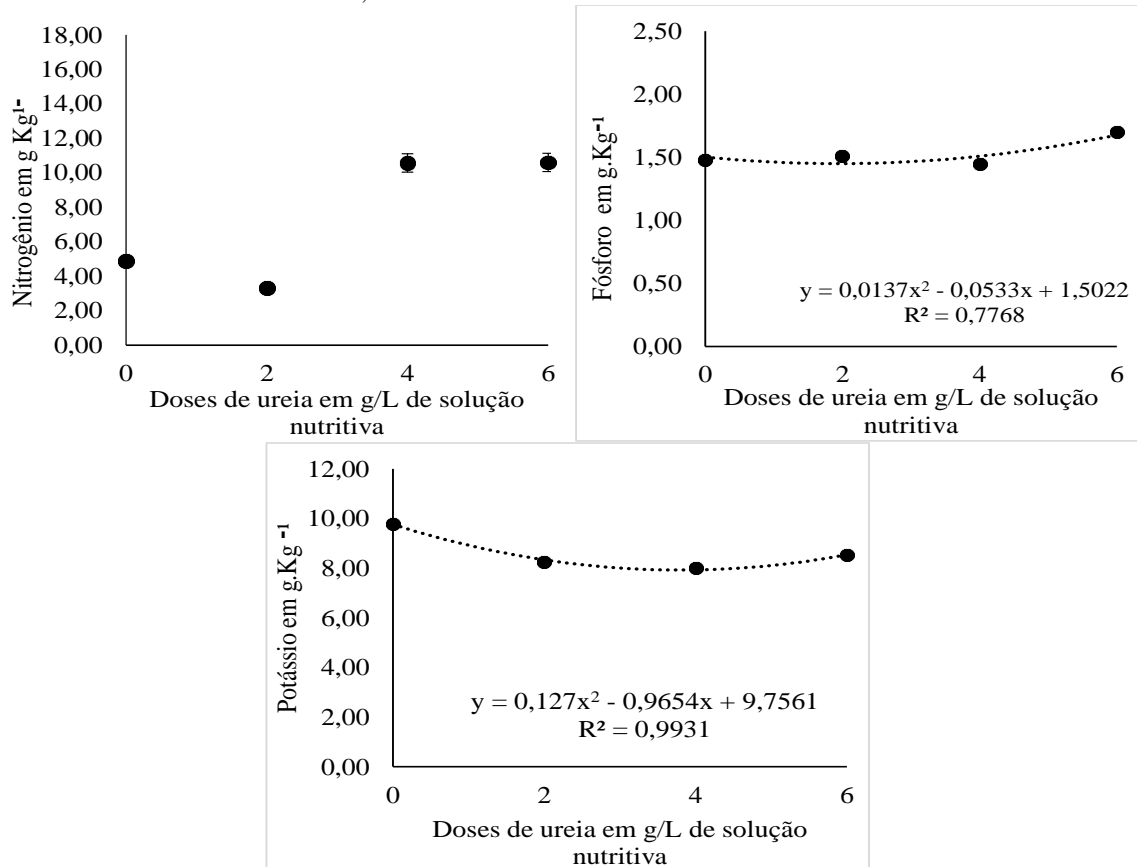 18,00
16,00
14,00
12,00
10,00
8,00
6,00
4,00
2,00
0,00
Nitrogênio em g Kg¹⁻
0 2 4 6
Doses de ureia em g/L de solução
nutritiva
2,50
2,00
1,50
1,00
0,50
0,00
Fósforo em g.Kg⁻¹
y = 0,0137x² - 0,0533x + 1,5022
R² = 0,7768
0 2 4 6
Doses de ureia em g/L de solução
nutritiva
12,00
10,00
8,00
6,00
4,00
2,00
0,00
Potássio em g.Kg⁻¹
y = 0,127x² - 0,9654x + 9,7561
R² = 0,9931
0 2 4 6
Doses de ureia em g/L de solução
nutritiva